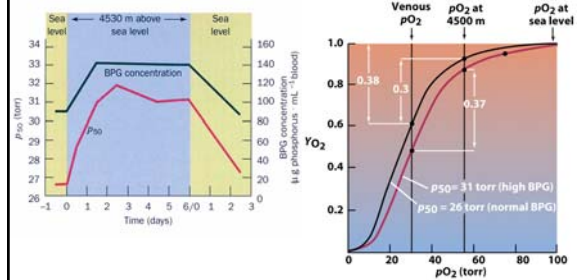 Sea level
4530 m above sea level
Sea level
34
33
32
31
30
29
28
27
26
p50 (torr)
BPG concentration
p50
160
140
120
100
80
60
40
20
0
BPG concentration
(μg phosphorus · mL −1 blood)
-1 0 1 2 3 4 5 6/0 1 2 3
Time (days)
Venous pO2
pO2 at 4500 m
pO2 at sea level
1.0
0.8
0.6
0.4
0.2
YO2
0.38
0.3
0.37
p50= 31 torr (high BPG)
p50= 26 torr (normal BPG)
0 20 40 60 80 100
pO2 (torr)